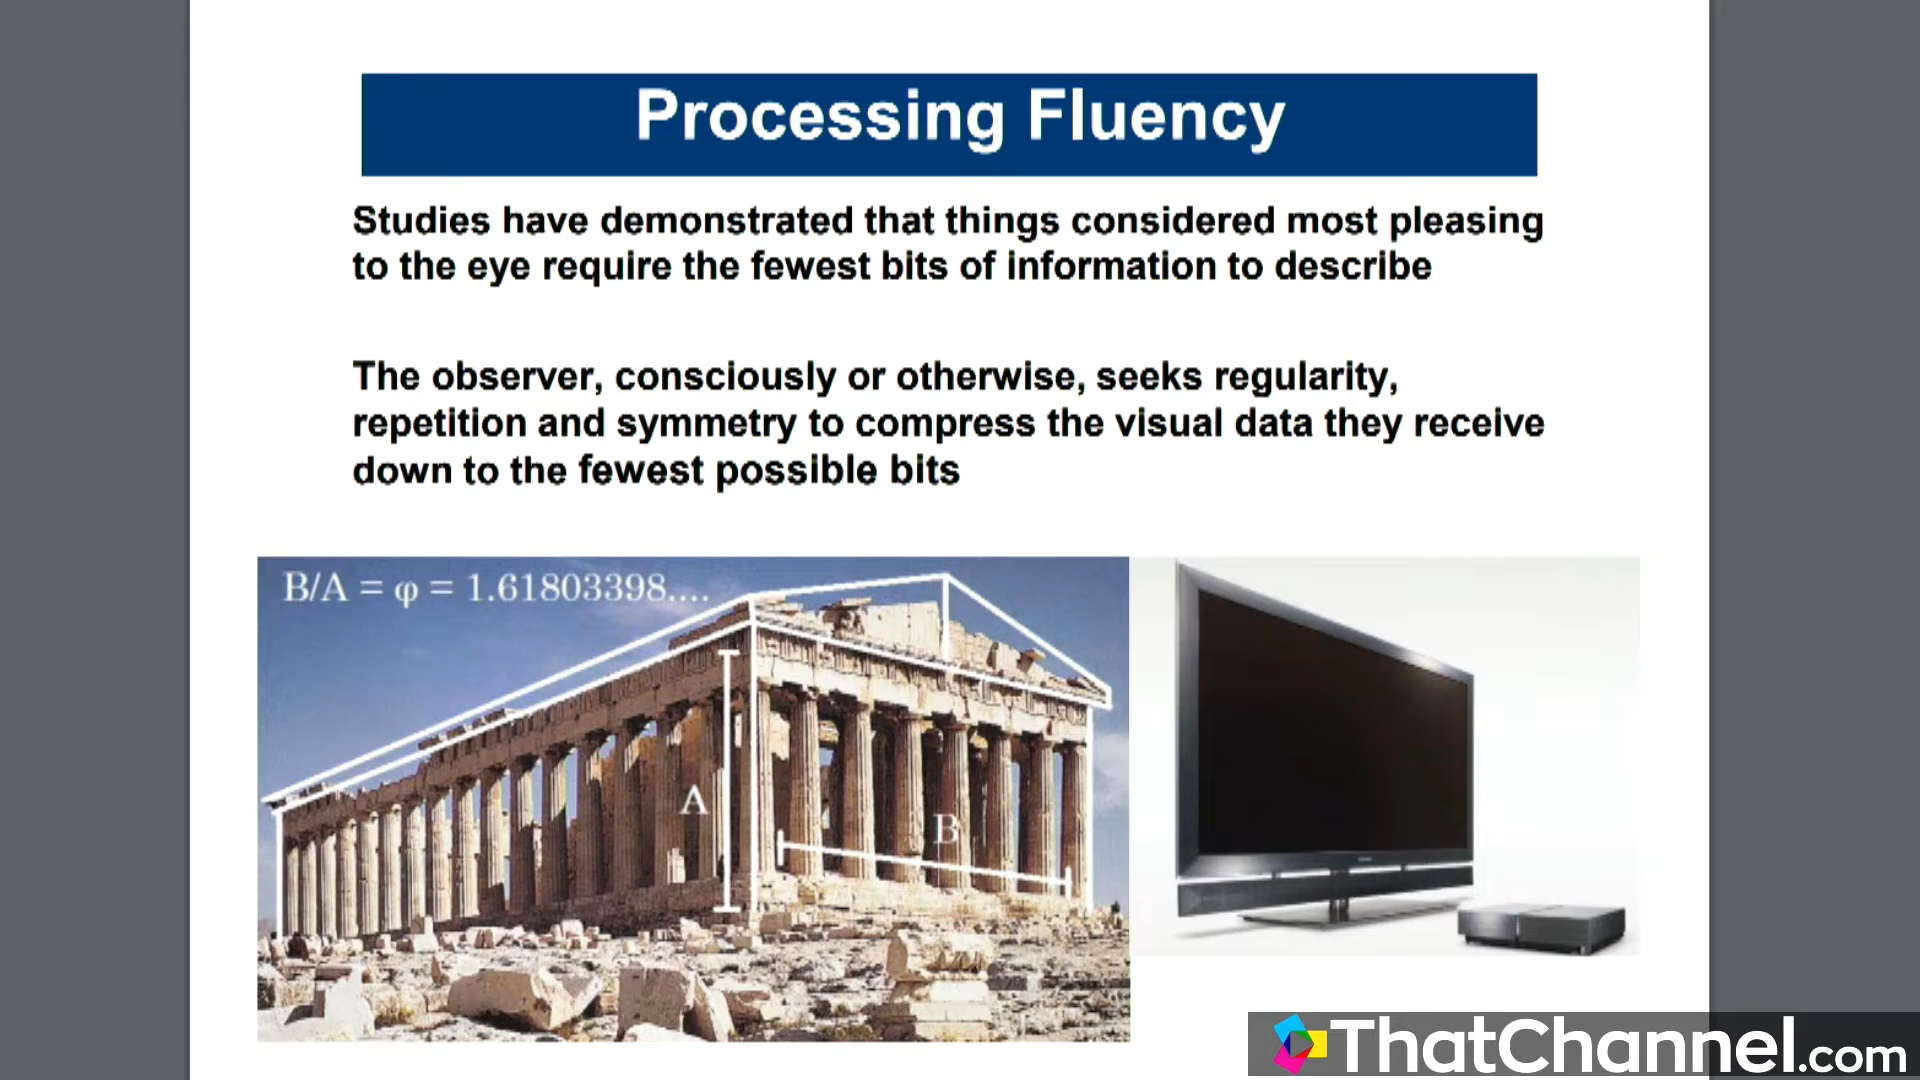 Processing Fluency
Studies have demonstrated that things considered most pleasing
to the eye require the fewest bits of information to describe
The observer, consciously or otherwise, seeks regularity,
repetition and symmetry to compress the visual data they receive
down to the fewest possible bits
B/A = φ = 1.61803398....
A
B
ThatChannel.com